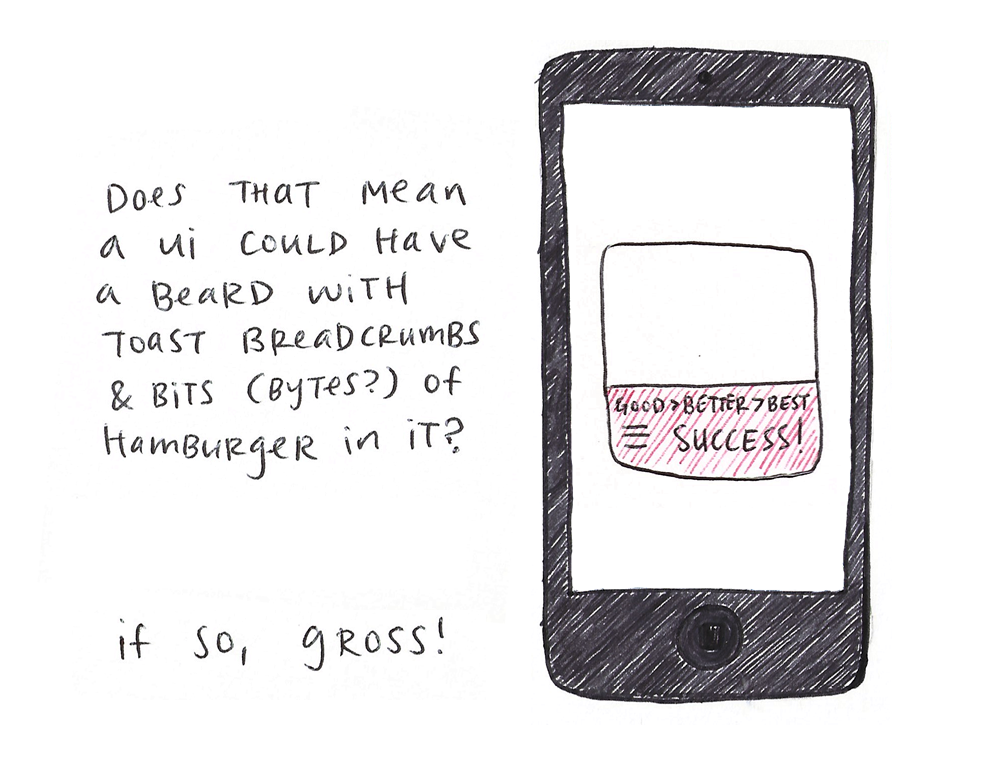 Does THAT mean
a ui COULD Have
a BeaRD WiTH
TOAST BReaDCRumBS
& BiTS (BYTes?) of
HamBuRgeR in iT?
if so, gROSS!
GOOD>BETTER>BEST
☰ SUCCESS!